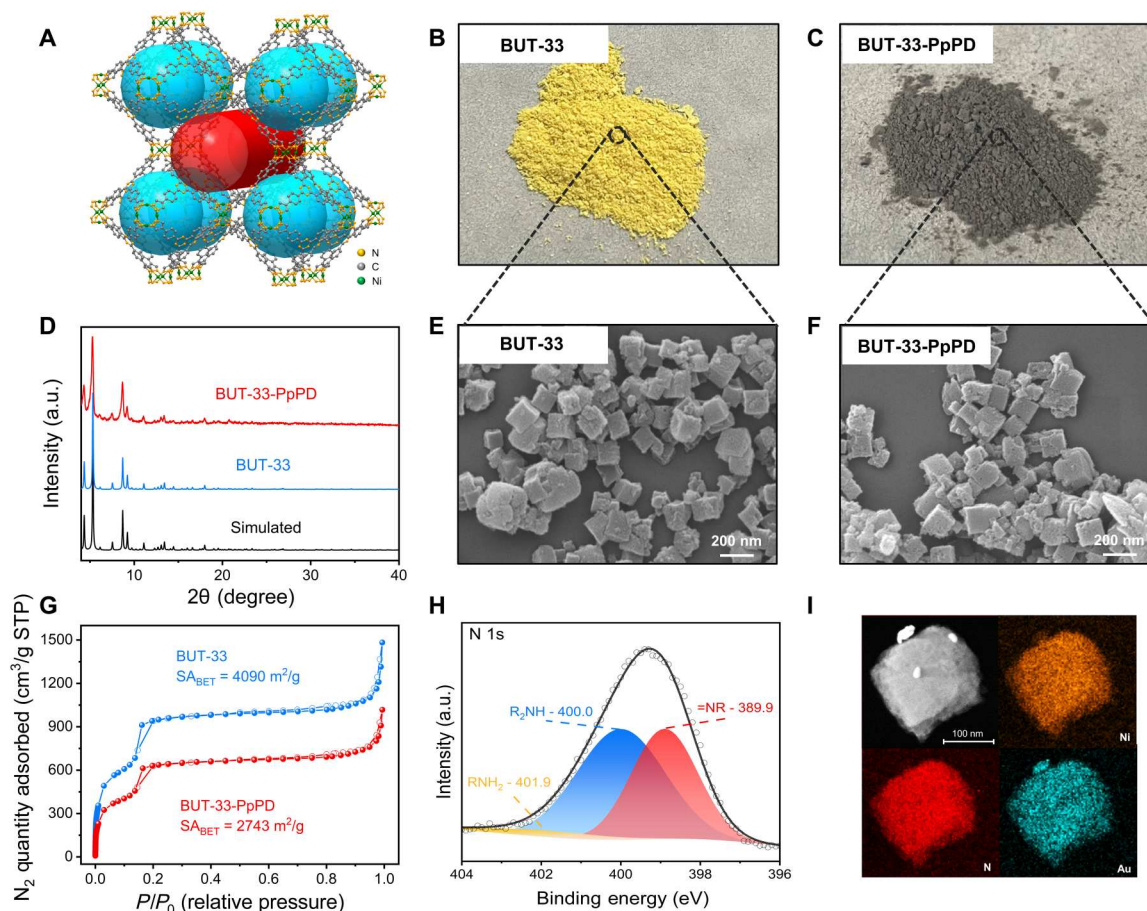 A
N
C
Ni
B
BUT-33
C
BUT-33-PpPD
D
Intensity (a.u.)
BUT-33-PpPD
BUT-33
Simulated
10
20
30
40
2θ (degree)
E
BUT-33
200 nm
F
BUT-33-PpPD
200 nm
G
N₂ quantity adsorbed (cm³/g STP)
1500
1200
900
600
300
0
BUT-33
SA_BET = 4090 m²/g
BUT-33-PpPD
SA_BET = 2743 m²/g
0.0
0.2
0.4
0.6
0.8
1.0
P/P₀ (relative pressure)
H
N 1s
Intensity (a.u.)
R₂NH - 400.0
=NR - 389.9
RNH₂ - 401.9
404
402
400
398
396
Binding energy (eV)
I
100 nm
Ni
N
Au